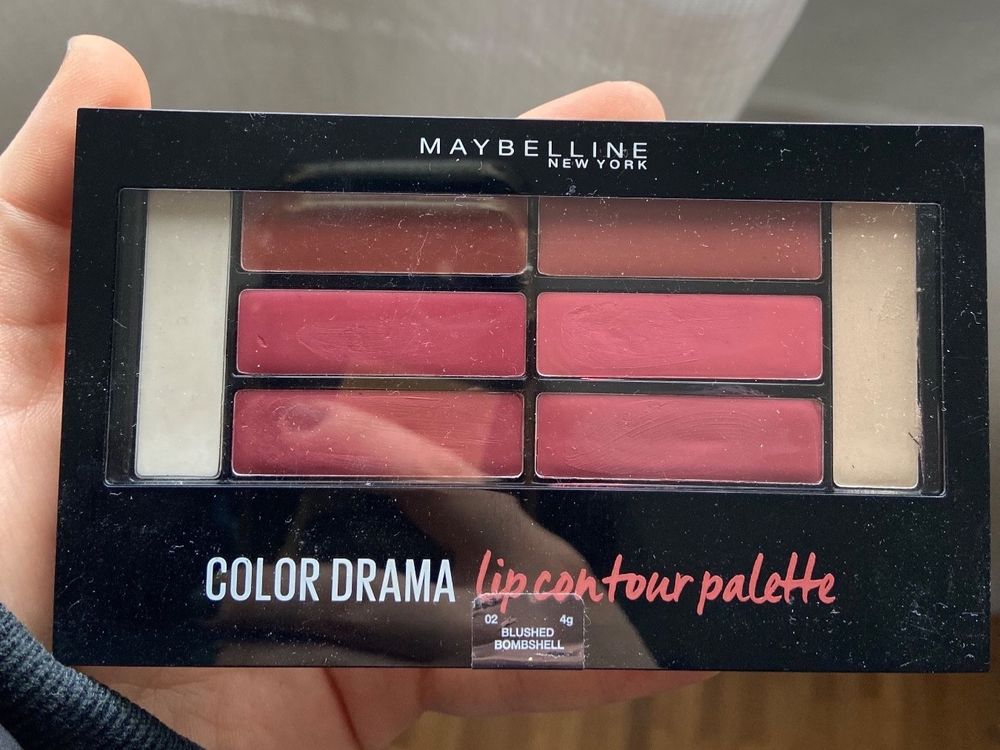 MAYBELLINE
NEW YORK
COLOR DRAMA lip contour palette
02 4g
BLUSHED
BOMBSHELL